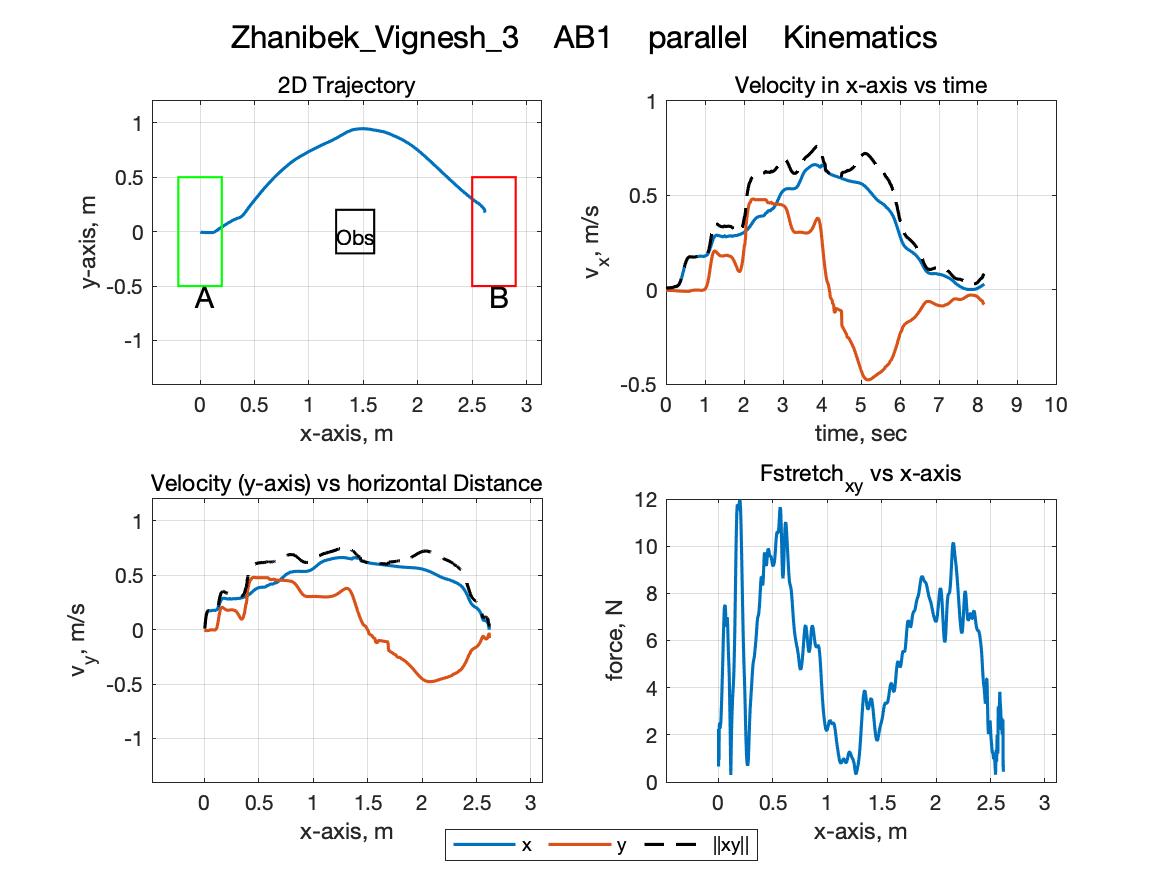 Zhanibek_Vignesh_3 AB1 parallel Kinematics
2D Trajectory
1
0.5
0
-0.5
-1
y-axis, m
Obs
A
B
0 0.5 1 1.5 2 2.5 3
x-axis, m
Velocity in x-axis vs time
1
0.5
0
-0.5
vx, m/s
0 1 2 3 4 5 6 7 8 9 10
time, sec
Velocity (y-axis) vs horizontal Distance
1
0.5
0
-0.5
-1
vy, m/s
0 0.5 1 1.5 2 2.5 3
x-axis, m
Fstretchxy vs x-axis
12
10
8
6
4
2
0
force, N
0 0.5 1 1.5 2 2.5 3
x-axis, m
x y ||xy||